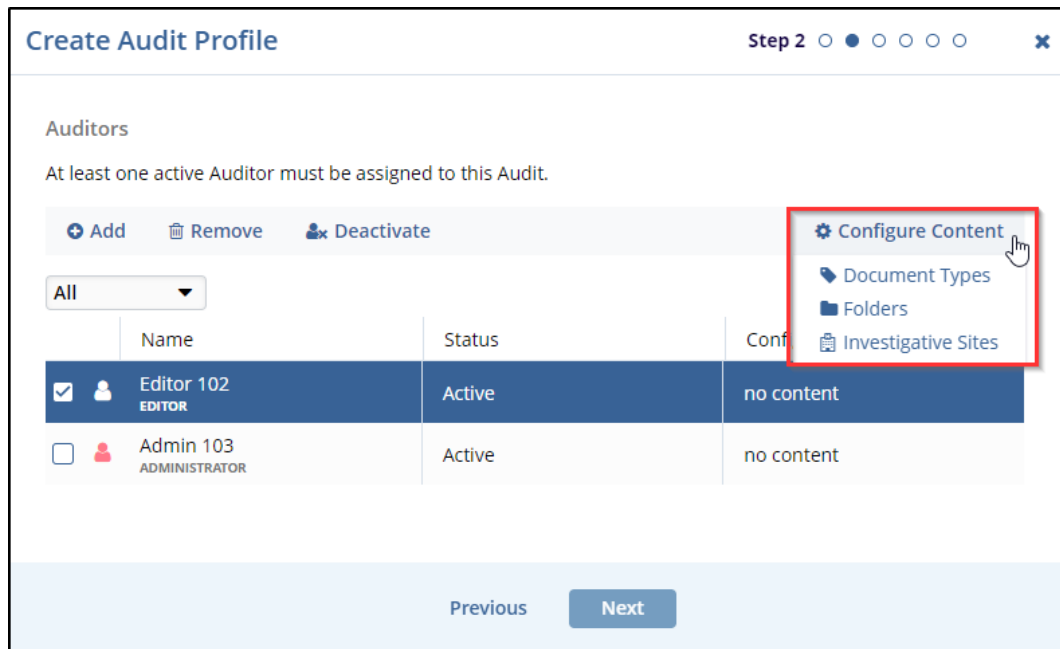 Create Audit Profile Step 2
Auditors
At least one active Auditor must be assigned to this Audit.
Add Remove Deactivate Configure Content
Document Types
Folders
Investigative Sites
All
Name Status Conf
Editor 102 Active no content
EDITOR
Admin 103 Active no content
ADMINISTRATOR
Previous Next